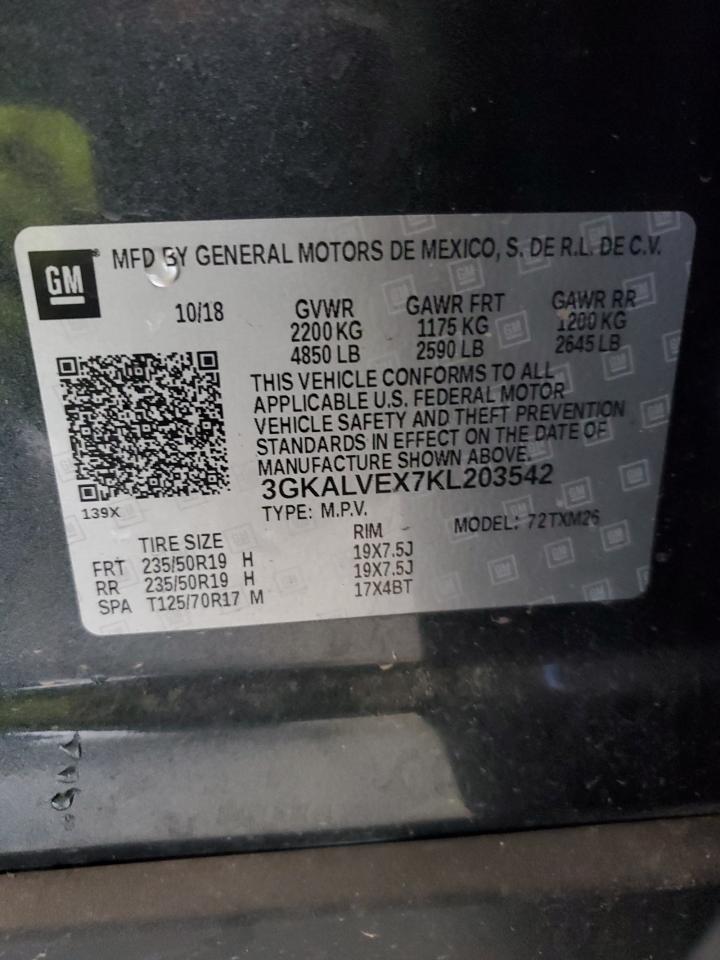 GM
MFD BY GENERAL MOTORS DE MEXICO, S. DE R.L. DE C.V.
10/18 GVWR GAWR FRT GAWR RR
2200 KG 1175 KG 1200 KG
4850 LB 2590 LB 2645 LB
THIS VEHICLE CONFORMS TO ALL
APPLICABLE U.S. FEDERAL MOTOR
VEHICLE SAFETY AND THEFT PREVENTION
STANDARDS IN EFFECT ON THE DATE OF
MANUFACTURE SHOWN ABOVE.
139X
3GKALVEX7KL203542
TYPE: M.P.V. MODEL: 72TXM26
TIRE SIZE RIM
FRT 235/50R19 H 19X7.5J
RR 235/50R19 H 19X7.5J
SPA T125/70R17 M 17X4BT